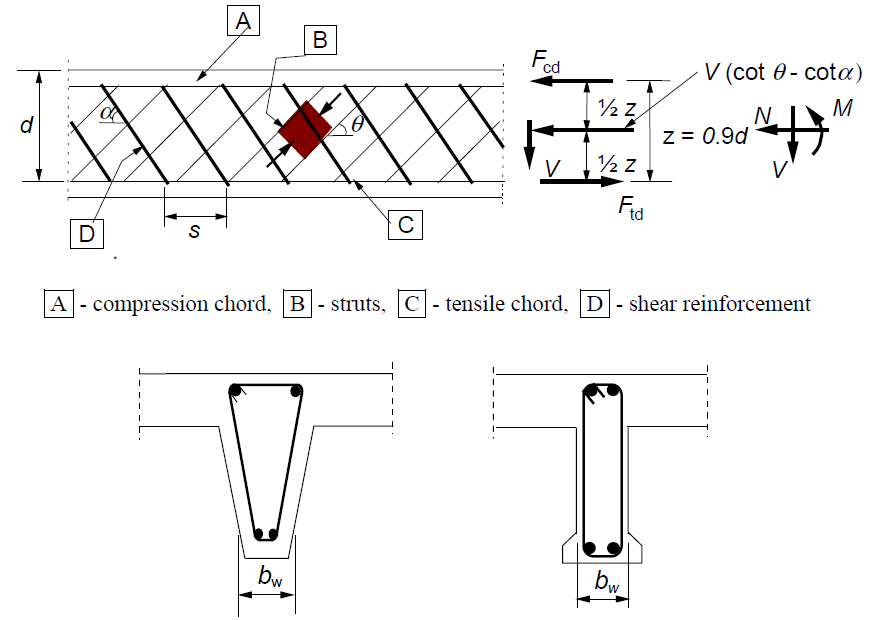 A
B
F_cd
V (cot θ - cotα)
½ z
N
M
α
θ
d
z = 0.9d
V
½ z
V
F_td
D
s
C
A - compression chord, B - struts, C - tensile chord, D - shear reinforcement
b_w
b_w